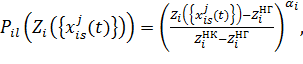 P_{il}(Z_i({x_{is}^j(t)})) = ((z_i({x_{is}^j(t)}) − z_i^{НГ}) / (z_i^{НК} − z_i^{НГ}))^{α_i},